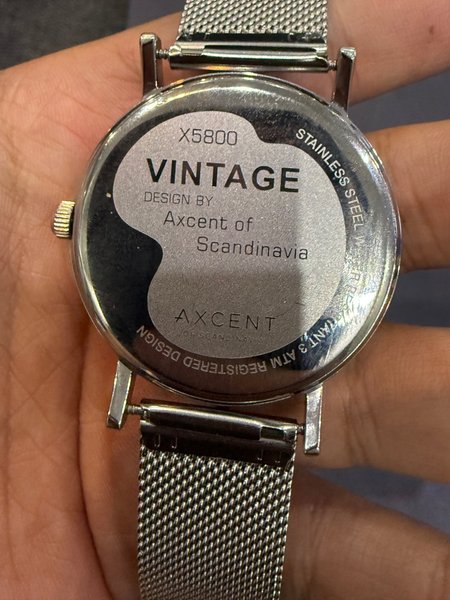 X5800
VINTAGE
DESIGN BY
Axcent of
Scandinavia
AXCENT
STAINLESS STEEL 3 ATM REGISTERED DESIGN